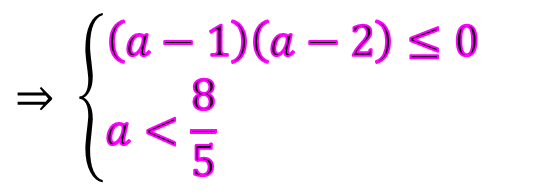 ⇒ { (a − 1)(a − 2) ≤ 0
a < 8/5